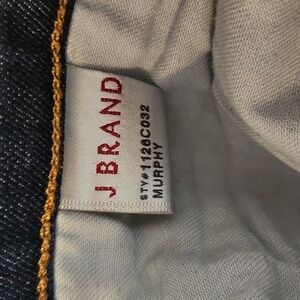 J BRAND
STY# 1126C032
MURPHY